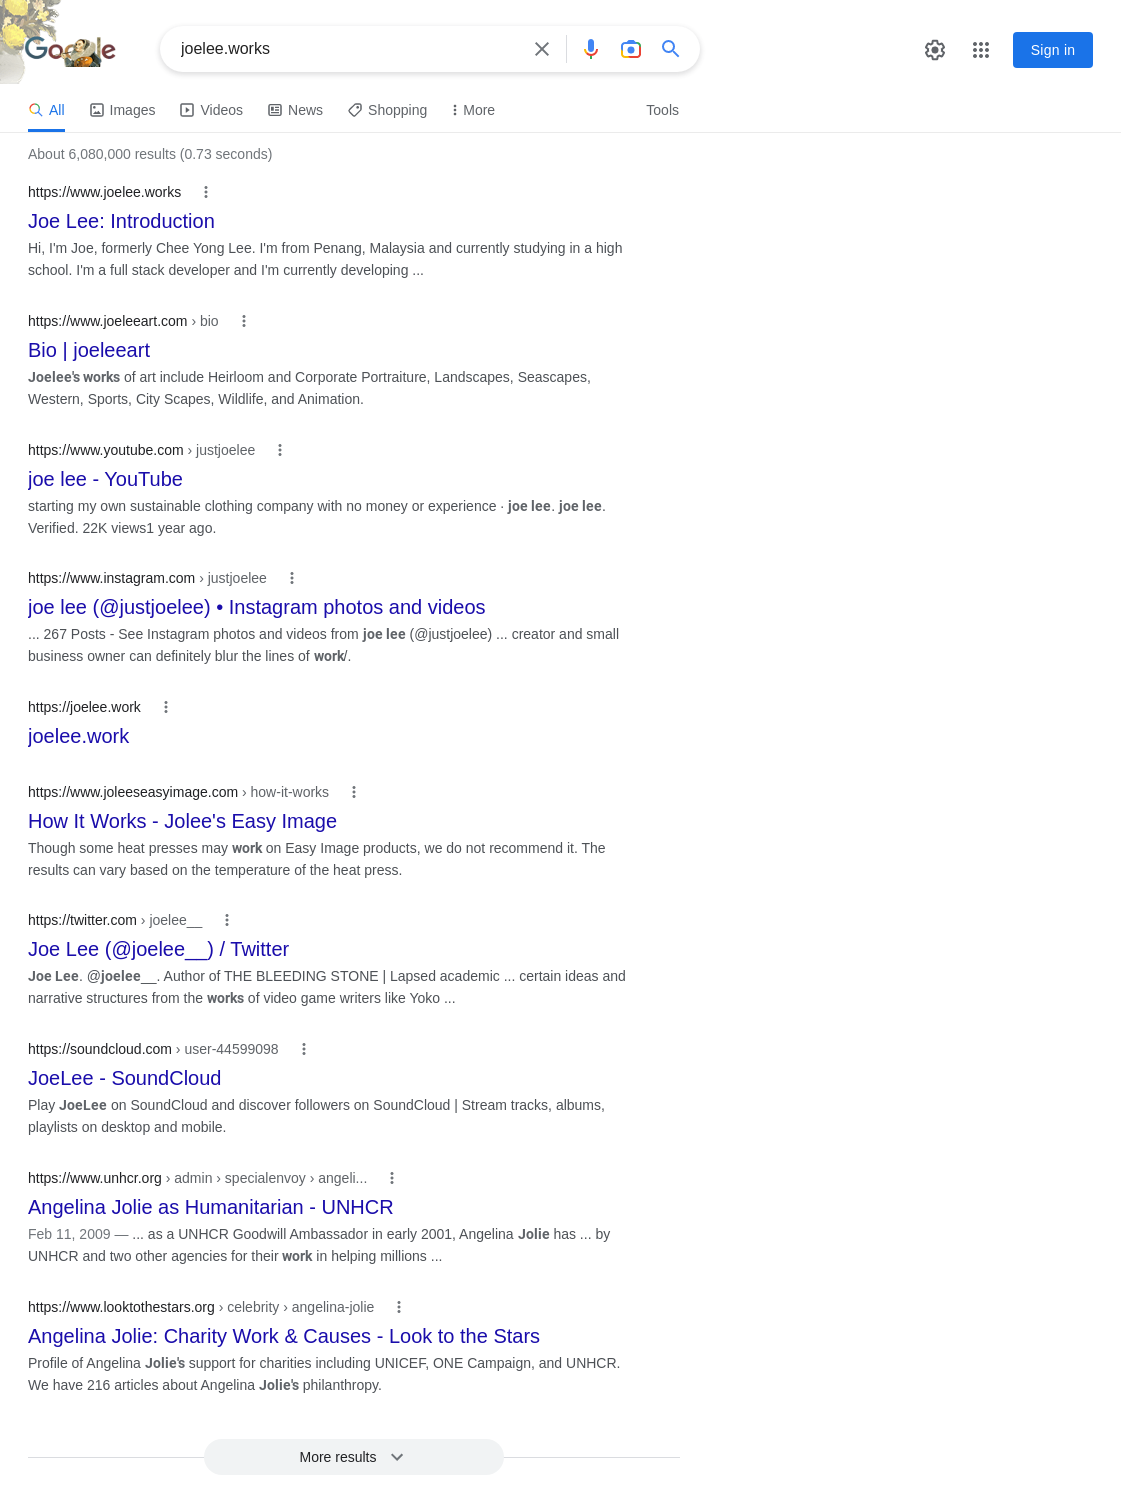 Google
joelee.works
Sign in
All
Images
Videos
News
Shopping
More
Tools
About 6,080,000 results (0.73 seconds)
https://www.joelee.works
Joe Lee: Introduction
Hi, I'm Joe, formerly Chee Yong Lee. I'm from Penang, Malaysia and currently studying in a high
school. I'm a full stack developer and I'm currently developing ...
https://www.joeleeart.com › bio
Bio | joeleeart
Joelee's works of art include Heirloom and Corporate Portraiture, Landscapes, Seascapes,
Western, Sports, City Scapes, Wildlife, and Animation.
https://www.youtube.com › justjoelee
joe lee - YouTube
starting my own sustainable clothing company with no money or experience · joe lee. joe lee.
Verified. 22K views1 year ago.
https://www.instagram.com › justjoelee
joe lee (@justjoelee) • Instagram photos and videos
... 267 Posts - See Instagram photos and videos from joe lee (@justjoelee) ... creator and small
business owner can definitely blur the lines of work/.
https://joelee.work
joelee.work
https://www.joleeseasyimage.com › how-it-works
How It Works - Jolee's Easy Image
Though some heat presses may work on Easy Image products, we do not recommend it. The
results can vary based on the temperature of the heat press.
https://twitter.com › joelee__
Joe Lee (@joelee__) / Twitter
Joe Lee. @joelee__. Author of THE BLEEDING STONE | Lapsed academic ... certain ideas and
narrative structures from the works of video game writers like Yoko ...
https://soundcloud.com › user-44599098
JoeLee - SoundCloud
Play JoeLee on SoundCloud and discover followers on SoundCloud | Stream tracks, albums,
playlists on desktop and mobile.
https://www.unhcr.org › admin › specialenvoy › angeli...
Angelina Jolie as Humanitarian - UNHCR
Feb 11, 2009 — ... as a UNHCR Goodwill Ambassador in early 2001, Angelina Jolie has ... by
UNHCR and two other agencies for their work in helping millions ...
https://www.looktothestars.org › celebrity › angelina-jolie
Angelina Jolie: Charity Work & Causes - Look to the Stars
Profile of Angelina Jolie's support for charities including UNICEF, ONE Campaign, and UNHCR.
We have 216 articles about Angelina Jolie's philanthropy.
More results